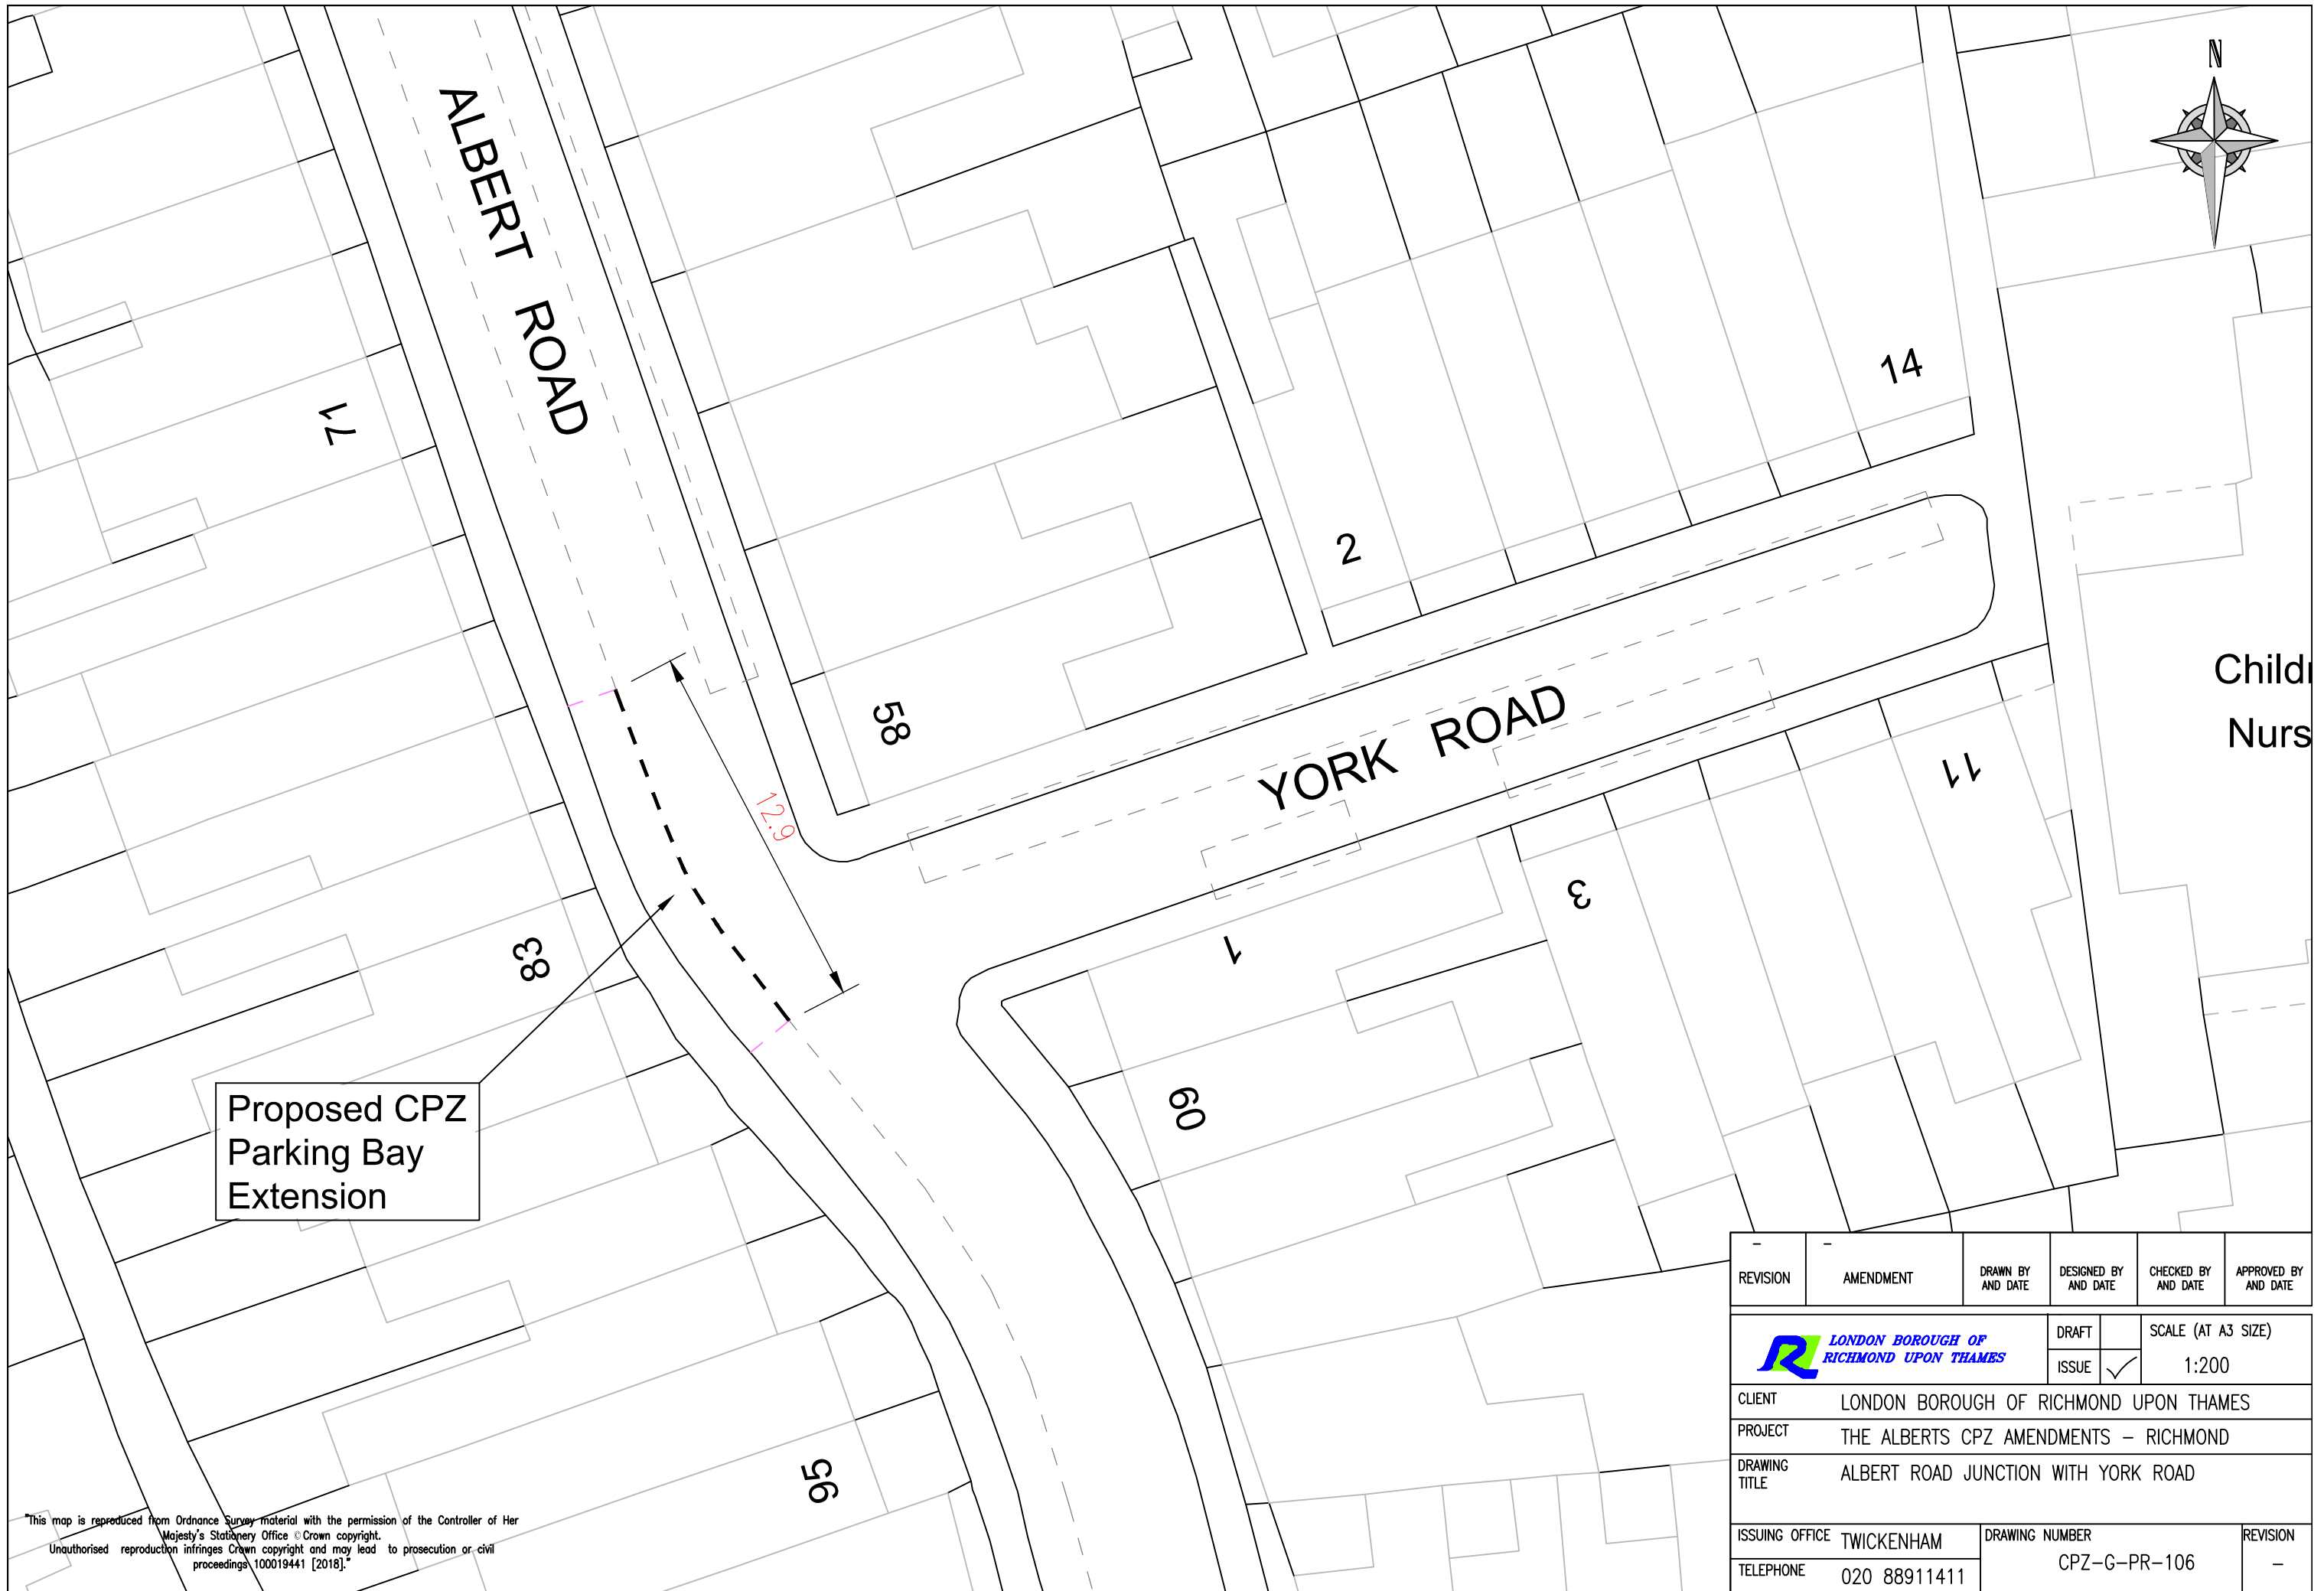 N
ALBERT ROAD
71
14
2
58
YORK ROAD
Childr
Nurs
11
12.9
3
83
1
60
Proposed CPZ
Parking Bay
Extension
95
"This map is reproduced from Ordnance Survey material with the permission of the Controller of Her
Majesty's Stationery Office © Crown copyright.
Unauthorised reproduction infringes Crown copyright and may lead to prosecution or civil
proceedings 100019441 [2018]."
– –
REVISION AMENDMENT DRAWN BY AND DATE DESIGNED BY AND DATE CHECKED BY AND DATE APPROVED BY AND DATE
LONDON BOROUGH OF
RICHMOND UPON THAMES
DRAFT
ISSUE ✓
SCALE (AT A3 SIZE)
1:200
CLIENT LONDON BOROUGH OF RICHMOND UPON THAMES
PROJECT THE ALBERTS CPZ AMENDMENTS – RICHMOND
DRAWING TITLE ALBERT ROAD JUNCTION WITH YORK ROAD
ISSUING OFFICE TWICKENHAM
TELEPHONE 020 88911411
DRAWING NUMBER
CPZ-G-PR-106
REVISION
–